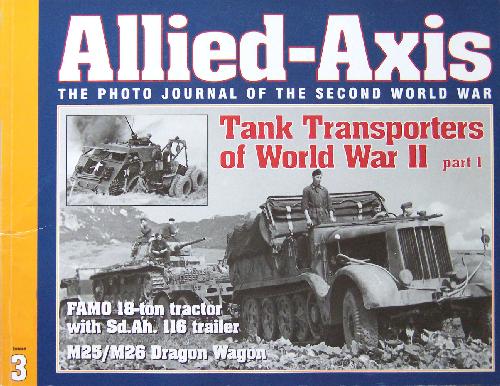 Allied-Axis
THE PHOTO JOURNAL OF THE SECOND WORLD WAR
Tank Transporters
of World War II part 1
FAMO 18-ton tractor
with Sd.Ah. 116 trailer
M25/M26 Dragon Wagon
Issue
3